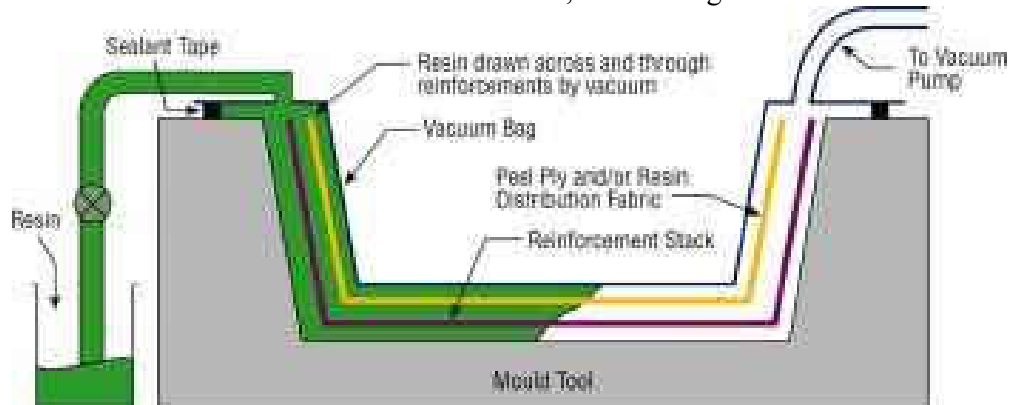 Sealant Tape
Resin drawn across and through
reinforcements by vacuum
To Vacuum
Pump
Vacuum Bag
Peel Ply and/or Resin
Distribution Fabric
Resin
Reinforcement Stack
Mould Tool